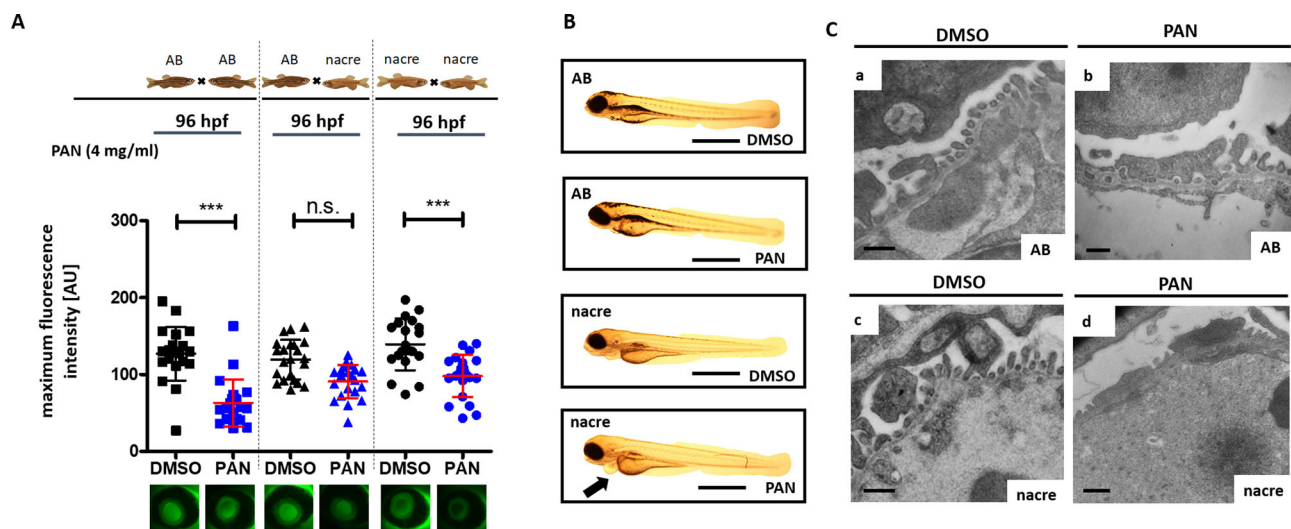 A
AB AB AB nacre nacre nacre
✖ ✖ ✖
96 hpf 96 hpf 96 hpf
PAN (4 mg/ml)
*** n.s. ***
maximum fluorescence
intensity [AU]
300
200
100
0
DMSO PAN DMSO PAN DMSO PAN
B
AB
DMSO
AB
PAN
nacre
DMSO
nacre
PAN
C
DMSO PAN
a b
AB AB
DMSO PAN
c d
nacre nacre